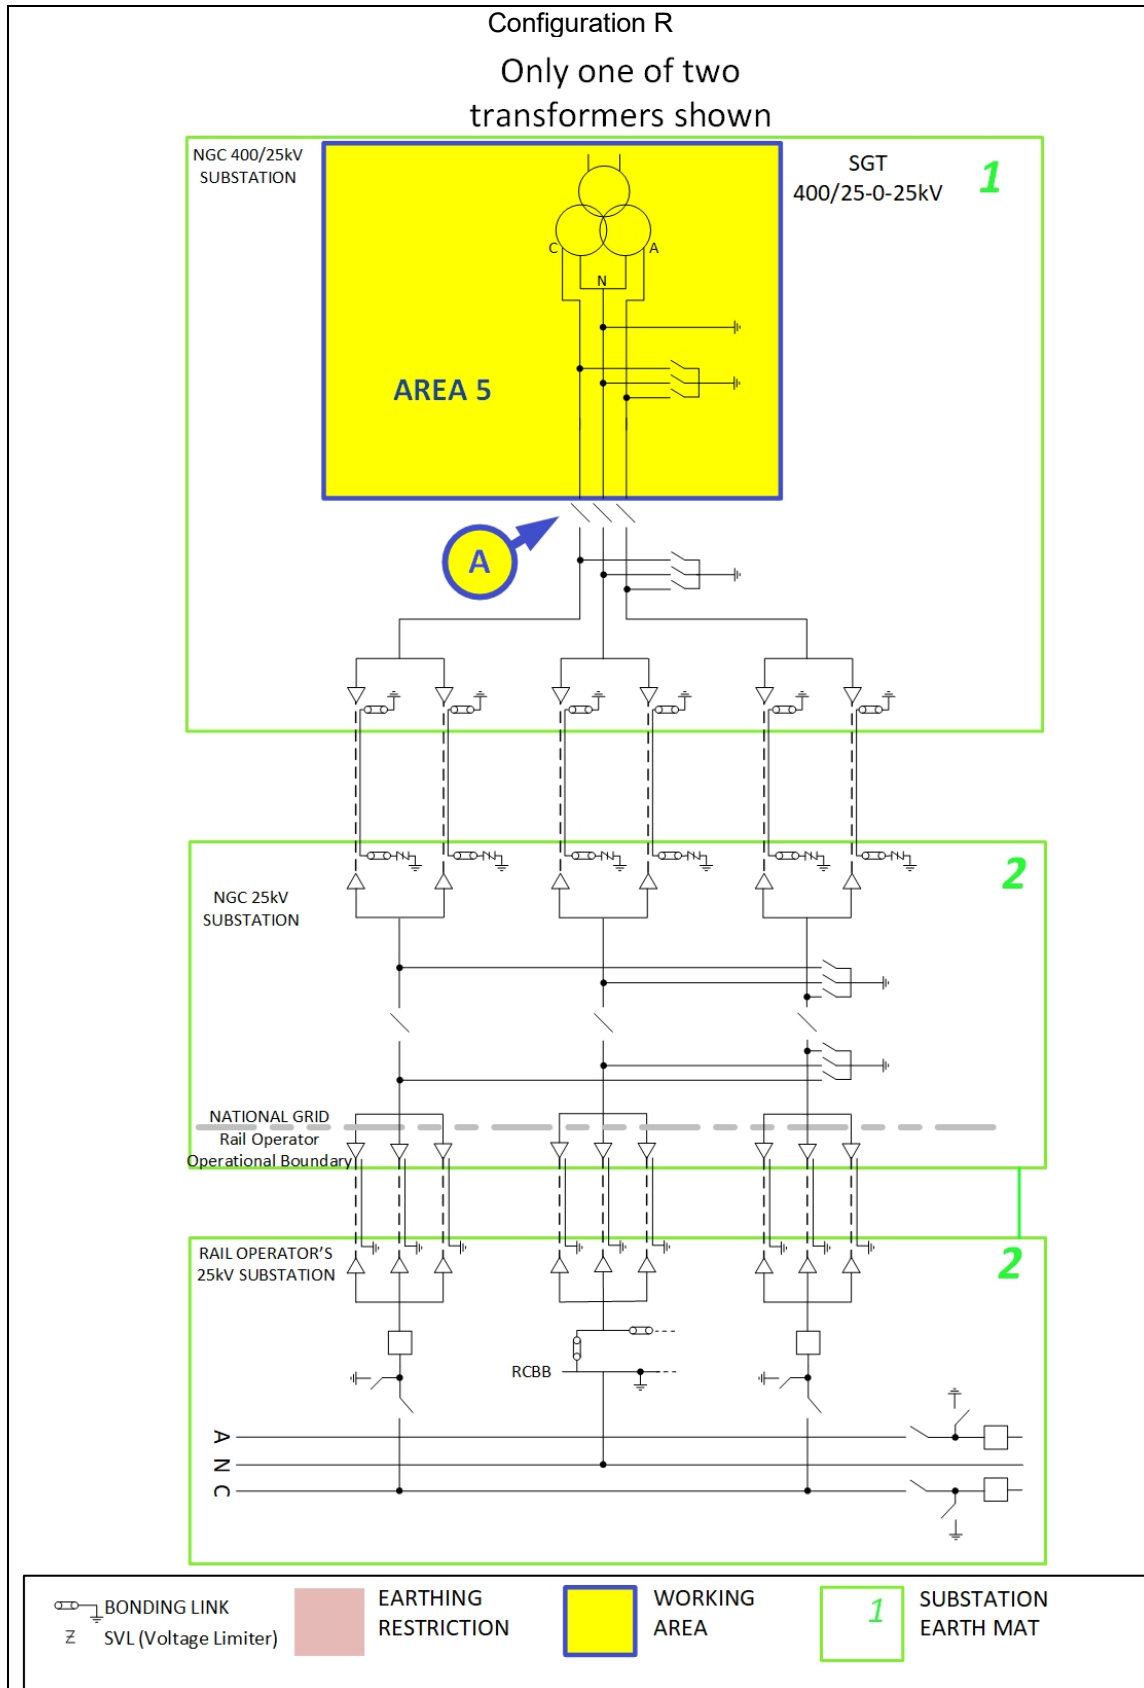 Configuration R
Only one of two
transformers shown
NGC 400/25kV
SUBSTATION
SGT
400/25-0-25kV
1
C
A
N
AREA 5
A
NGC 25kV
SUBSTATION
2
NATIONAL GRID
Rail Operator
Operational Boundary
RAIL OPERATOR'S
25kV SUBSTATION
2
RCBB
A
N
C
BONDING LINK
SVL (Voltage Limiter)
EARTHING
RESTRICTION
WORKING
AREA
1
SUBSTATION
EARTH MAT